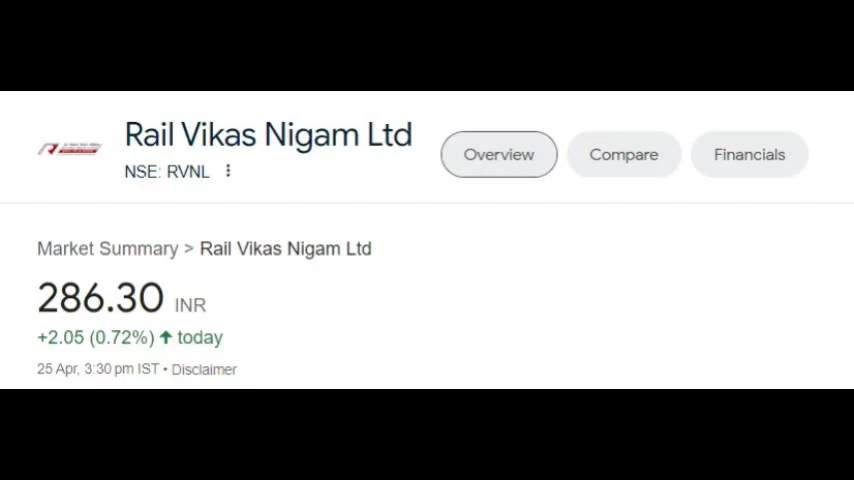 Rail Vikas Nigam Ltd
NSE: RVNL
Overview
Compare
Financials
Market Summary > Rail Vikas Nigam Ltd
286.30 INR
+2.05 (0.72%) ↑ today
25 Apr, 3:30 pm IST • Disclaimer